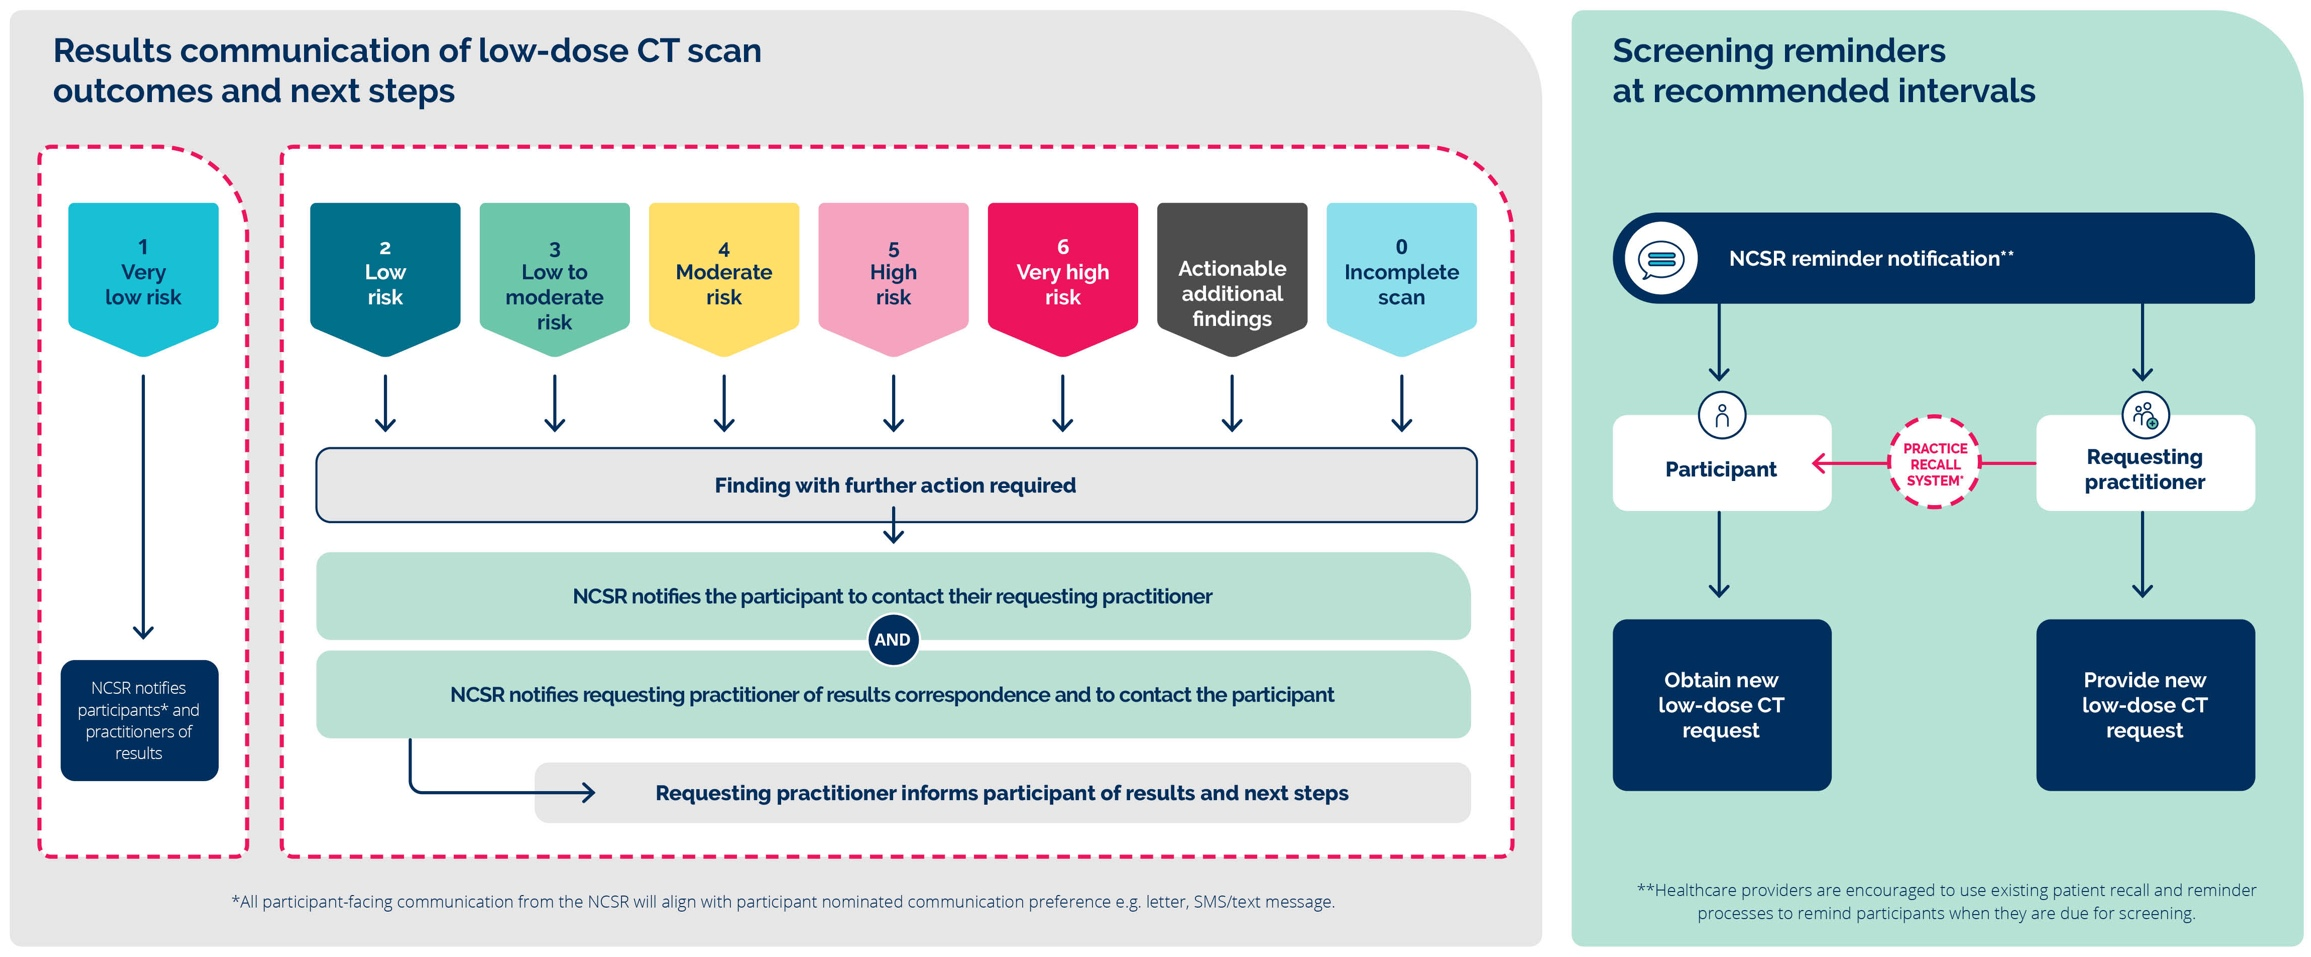 Results communication of low-dose CT scan
outcomes and next steps
1
Very
low risk
2
Low
risk
3
Low to
moderate
risk
4
Moderate
risk
5
High
risk
6
Very high
risk
Actionable
additional
findings
0
Incomplete
scan
Finding with further action required
NCSR notifies the participant to contact their requesting practitioner
AND
NCSR notifies requesting practitioner of results correspondence and to contact the participant
Requesting practitioner informs participant of results and next steps
NCSR notifies
participants* and
practitioners of
results
*All participant-facing communication from the NCSR will align with participant nominated communication preference e.g. letter, SMS/text message.
Screening reminders
at recommended intervals
NCSR reminder notification**
Participant
PRACTICE
RECALL
SYSTEM*
Requesting
practitioner
Obtain new
low-dose CT
request
Provide new
low-dose CT
request
**Healthcare providers are encouraged to use existing patient recall and reminder
processes to remind participants when they are due for screening.